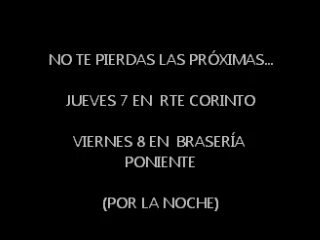 NO TE PIERDAS LAS PRÓXIMAS...
JUEVES 7 EN RTE CORINTO
VIERNES 8 EN BRASERÍA
PONIENTE
(POR LA NOCHE)